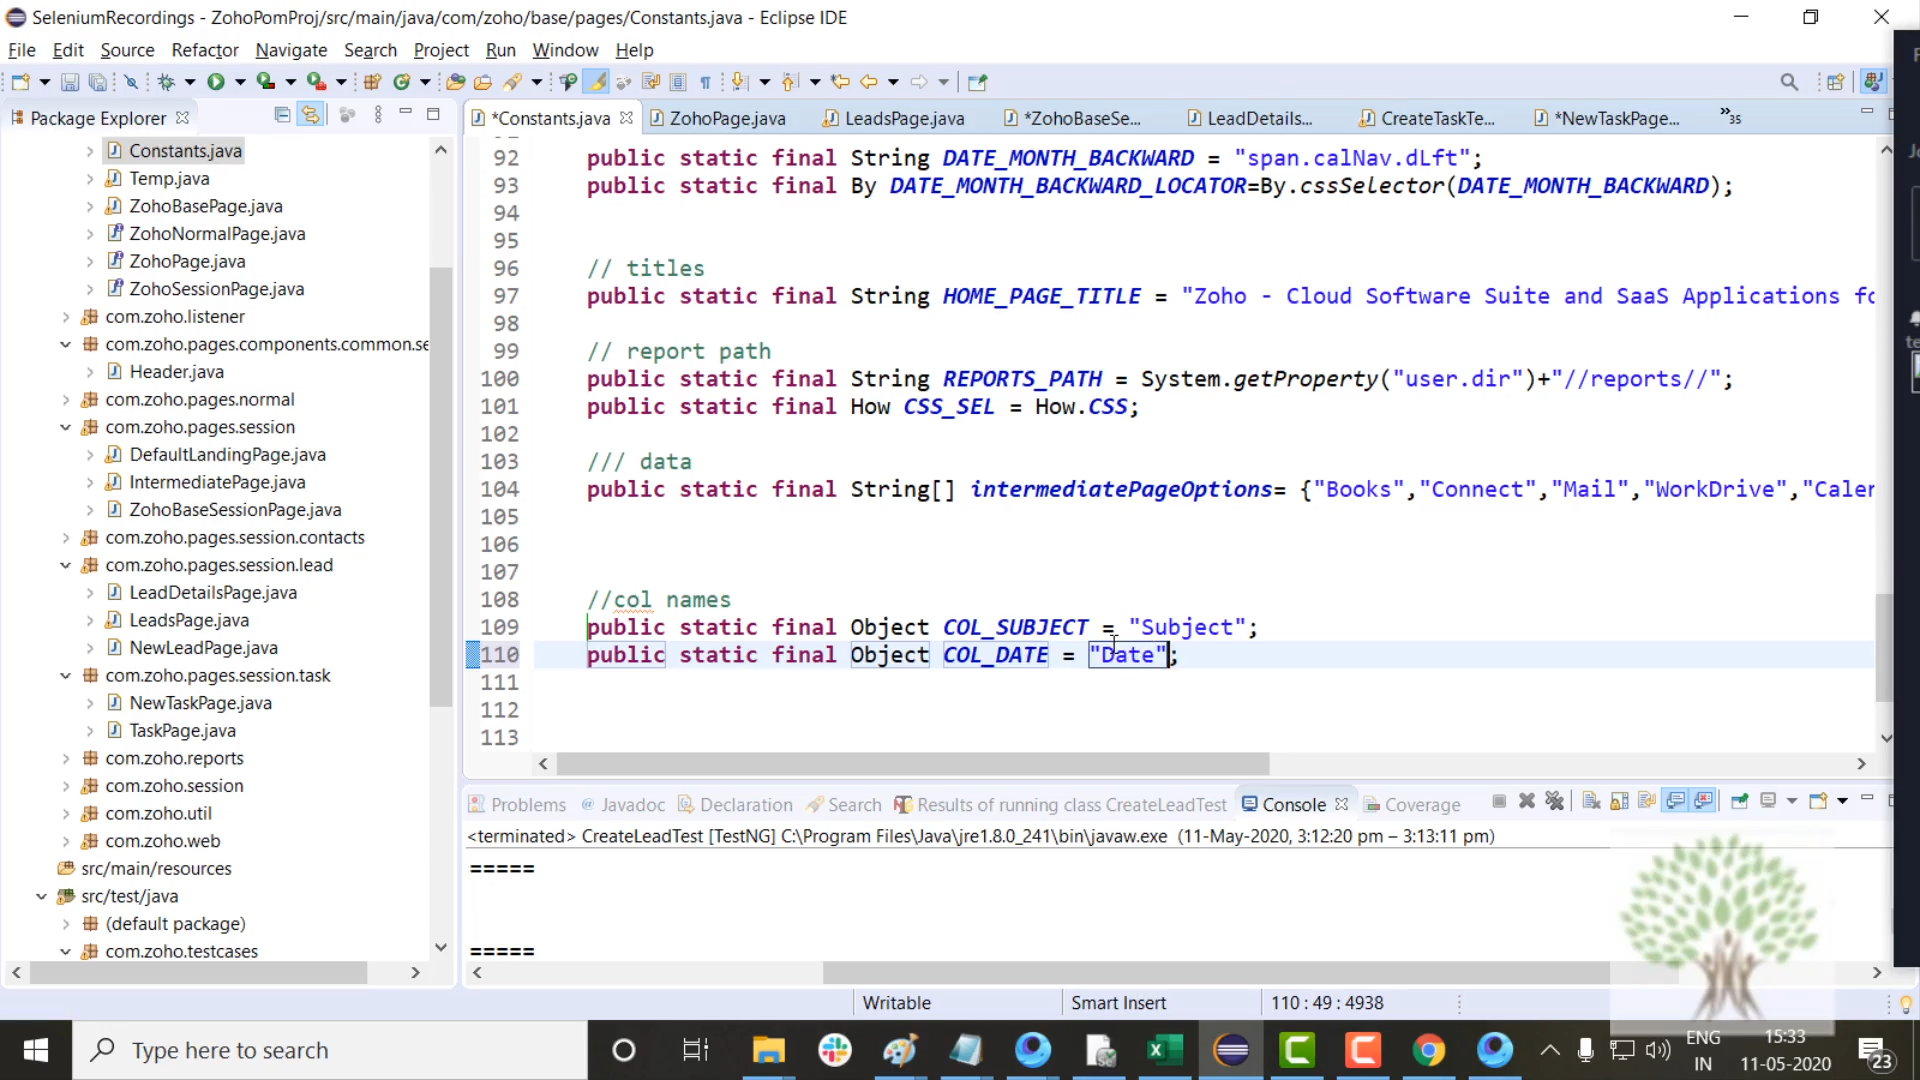 SeleniumRecordings - ZohoPomProj/src/main/java/com/zoho/base/pages/Constants.java - Eclipse IDE
File Edit Source Refactor Navigate Search Project Run Window Help
Package Explorer
*Constants.java ZohoPage.java LeadsPage.java *ZohoBaseSe... LeadDetails... CreateTaskTe... *NewTaskPage... »35
Constants.java
Temp.java
ZohoBasePage.java
ZohoNormalPage.java
ZohoPage.java
ZohoSessionPage.java
com.zoho.listener
com.zoho.pages.components.common.se
Header.java
com.zoho.pages.normal
com.zoho.pages.session
DefaultLandingPage.java
IntermediatePage.java
ZohoBaseSessionPage.java
com.zoho.pages.session.contacts
com.zoho.pages.session.lead
LeadDetailsPage.java
LeadsPage.java
NewLeadPage.java
com.zoho.pages.session.task
NewTaskPage.java
TaskPage.java
com.zoho.reports
com.zoho.session
com.zoho.util
com.zoho.web
src/main/resources
src/test/java
(default package)
com.zoho.testcases
92 public static final String DATE_MONTH_BACKWARD = "span.calNav.dLft";
93 public static final By DATE_MONTH_BACKWARD_LOCATOR=By.cssSelector(DATE_MONTH_BACKWARD);
94
95
96 // titles
97 public static final String HOME_PAGE_TITLE = "Zoho - Cloud Software Suite and SaaS Applications fo
98
99 // report path
100 public static final String REPORTS_PATH = System.getProperty("user.dir")+"//reports//";
101 public static final How CSS_SEL = How.CSS;
102
103 /// data
104 public static final String[] intermediatePageOptions= {"Books","Connect","Mail","WorkDrive","Caler
105
106
107
108 //col names
109 public static final Object COL_SUBJECT = "Subject";
110 public static final Object COL_DATE = "Date";
111
112
113
Problems Javadoc Declaration Search Results of running class CreateLeadTest Console Coverage
<terminated> CreateLeadTest [TestNG] C:\Program Files\Java\jre1.8.0_241\bin\javaw.exe (11-May-2020, 3:12:20 pm – 3:13:11 pm)
=====
=====
Writable Smart Insert 110 : 49 : 4938
Type here to search
ENG
IN
15:33
11-05-2020
23